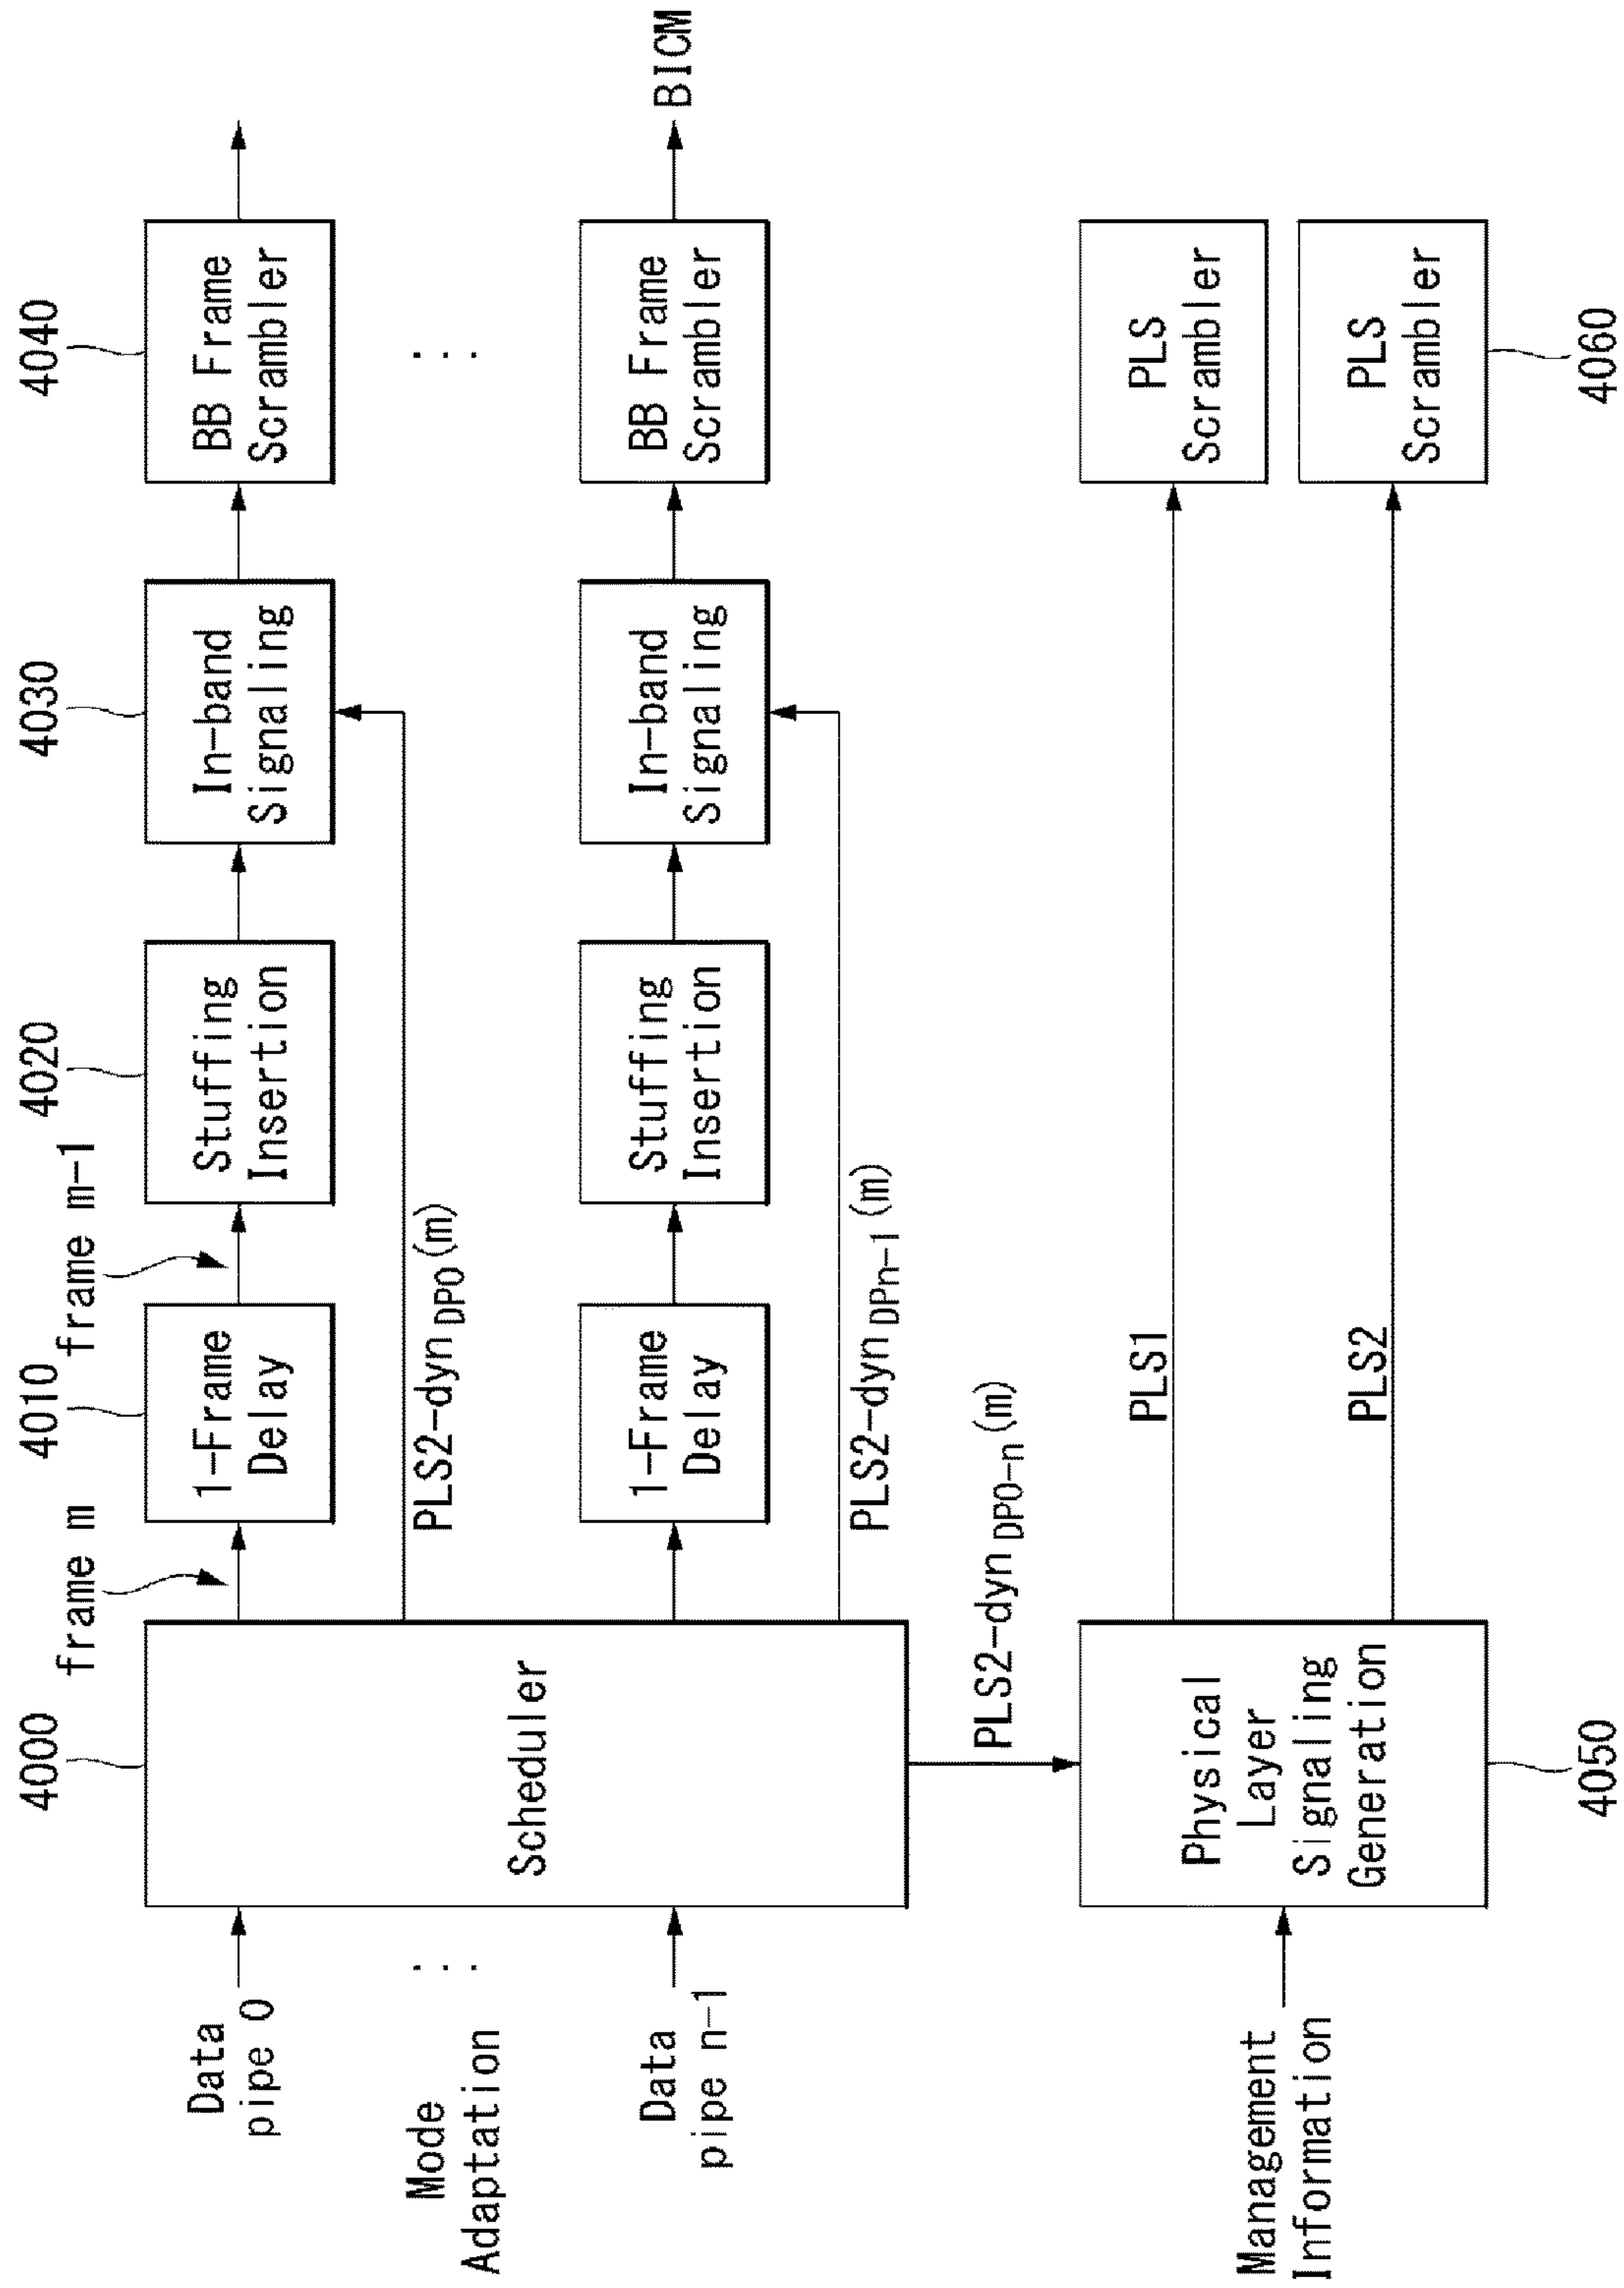 4000
frame m
4010
frame m-1
4020
4030
4040
Data
pipe 0
1-Frame
Delay
Stuffing
Insertion
In-band
Signaling
BB Frame
Scrambler
Mode
Adaptation
...
Scheduler
PLS2-dyn DP0 (m)
...
Data
pipe n-1
1-Frame
Delay
Stuffing
Insertion
In-band
Signaling
BB Frame
Scrambler
BICM
PLS2-dyn DPn-1 (m)
PLS2-dyn DP0-n (m)
Management
Information
Physical
Layer
Signaling
Generation
PLS1
PLS
Scrambler
PLS2
PLS
Scrambler
4050
4060